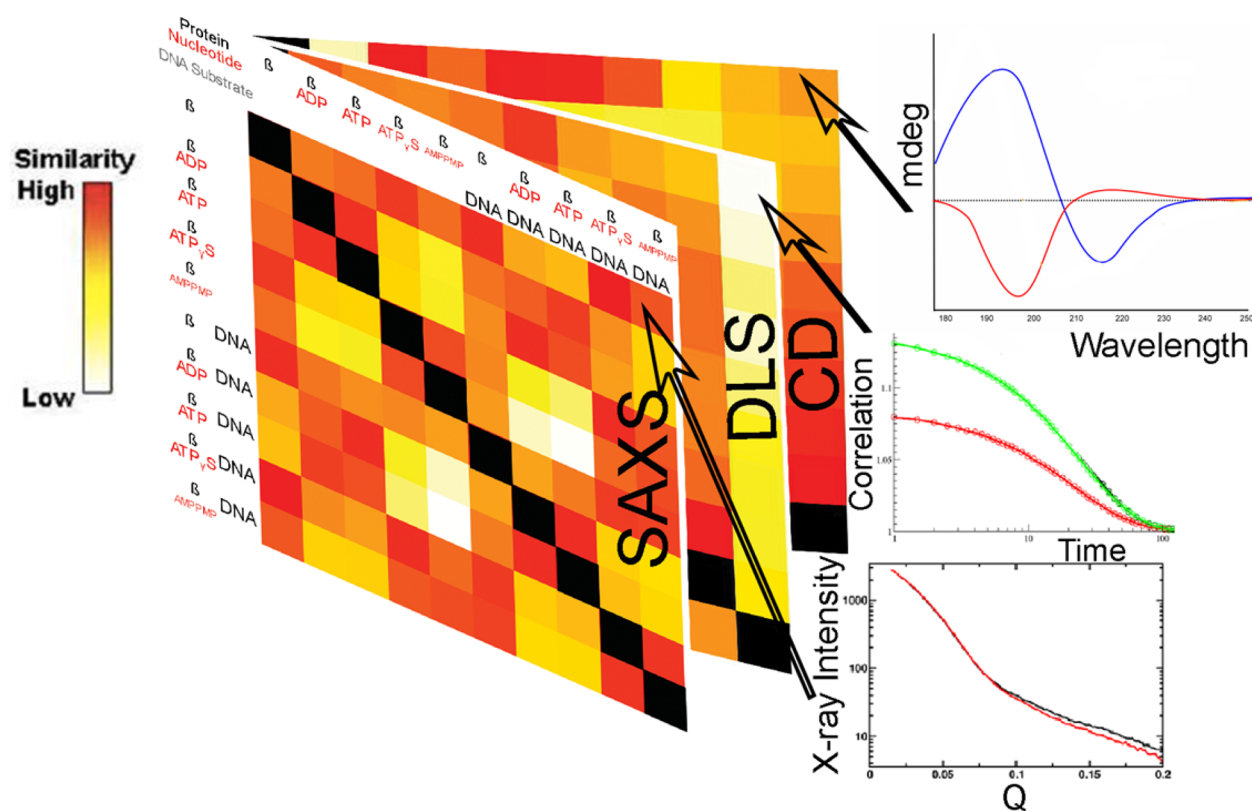 Protein
Nucleotide
DNA Substrate
ß
ß
ADP
ß
ATP
ß
ATPγS
ß
AMPPMP
ß
DNA
ß
ADP
DNA
ß
ATP
DNA
ß
ATPγS
DNA
ß
AMPPMP
DNA
Similarity
High
Low
ß
ß
ADP
ß
ATP
ß
ATPγS
ß
AMPPMP
ß DNA
ß
ADP DNA
ß
ATP DNA
ß
ATPγS DNA
ß
AMPPMP DNA
SAXS
DLS
CD
mdeg
180 190 200 210 220 230 240 250
Wavelength
Correlation
1.1
1.05
1
1 10 100
Time
X-ray Intensity
1000
100
10
0 0.05 0.1 0.15 0.2
Q